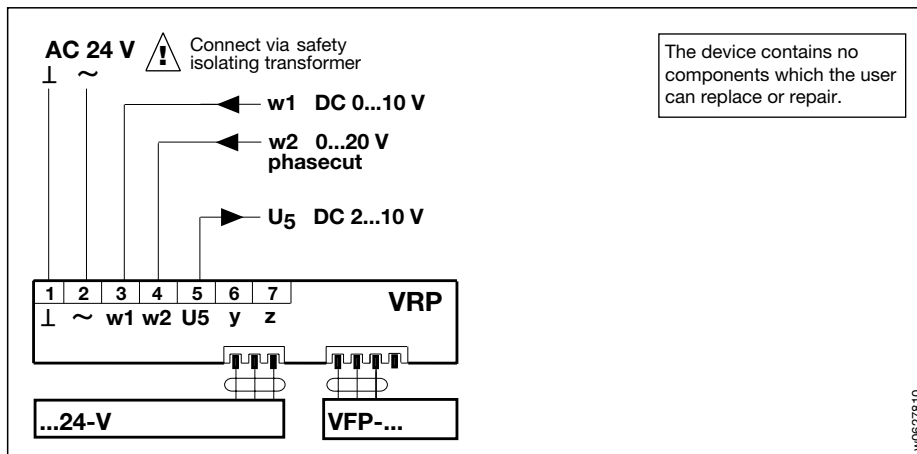 AC 24 V
⊥ ~
! Connect via safety
isolating transformer
w1 DC 0...10 V
w2 0...20 V
phasecut
U5 DC 2...10 V
The device contains no
components which the user
can replace or repair.
1 2 3 4 5 6 7
⊥ ~ w1 w2 U5 y z
VRP
...24-V
VFP-...
w0627819